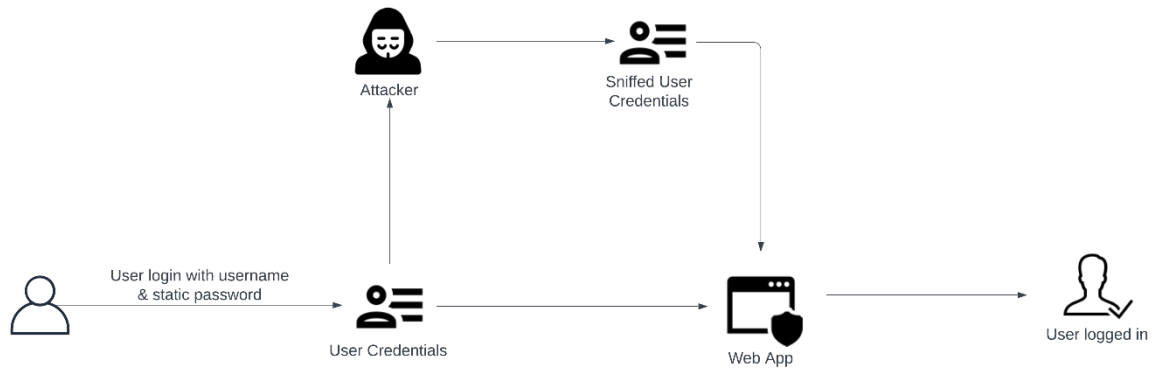 Attacker
Sniffed User
Credentials
User login with username
& static password
User Credentials
Web App
User logged in